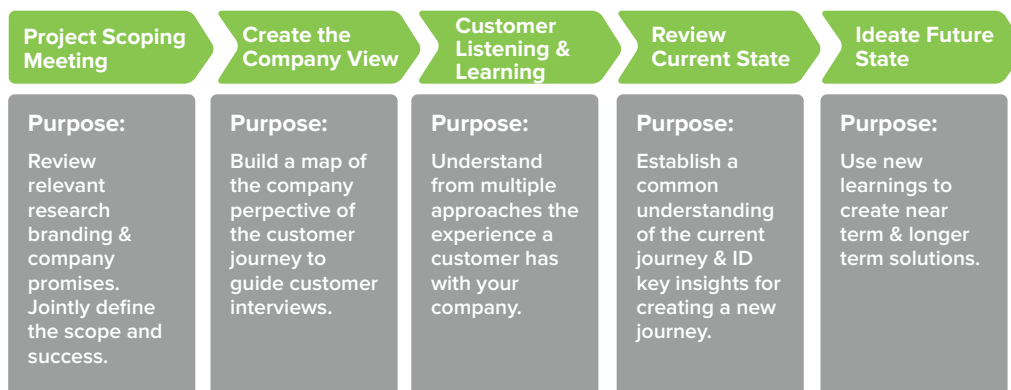 Project Scoping
Meeting
Create the
Company View
Customer
Listening &
Learning
Review
Current State
Ideate Future
State
Purpose:
Review
relevant
research
branding &
company
promises.
Jointly define
the scope and
success.
Purpose:
Build a map of
the company
perpective of
the customer
journey to
guide customer
interviews.
Purpose:
Understand
from multiple
approaches the
experience a
customer has
with your
company.
Purpose:
Establish a
common
understanding
of the current
journey & ID
key insights for
creating a new
journey.
Purpose:
Use new
learnings to
create near
term & longer
term solutions.